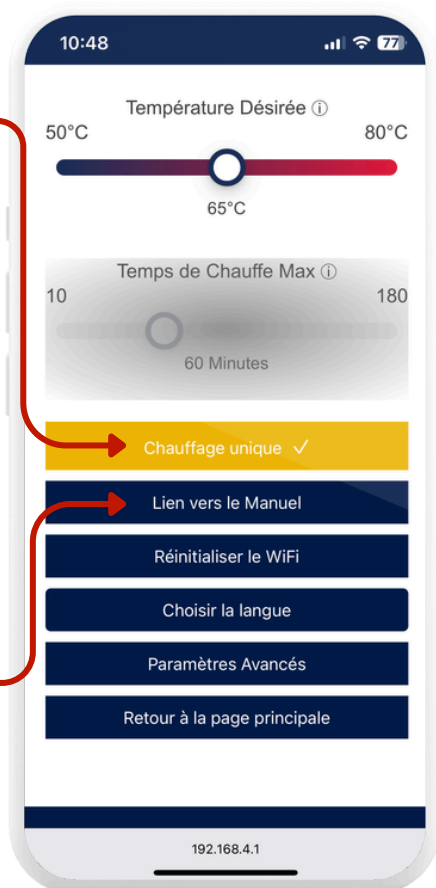 10:48
77
Température Désirée ⓘ
50°C 80°C
65°C
Temps de Chauffe Max ⓘ
10 180
60 Minutes
Chauffage unique ✓
Lien vers le Manuel
Réinitialiser le WiFi
Choisir la langue
Paramètres Avancés
Retour à la page principale
192.168.4.1